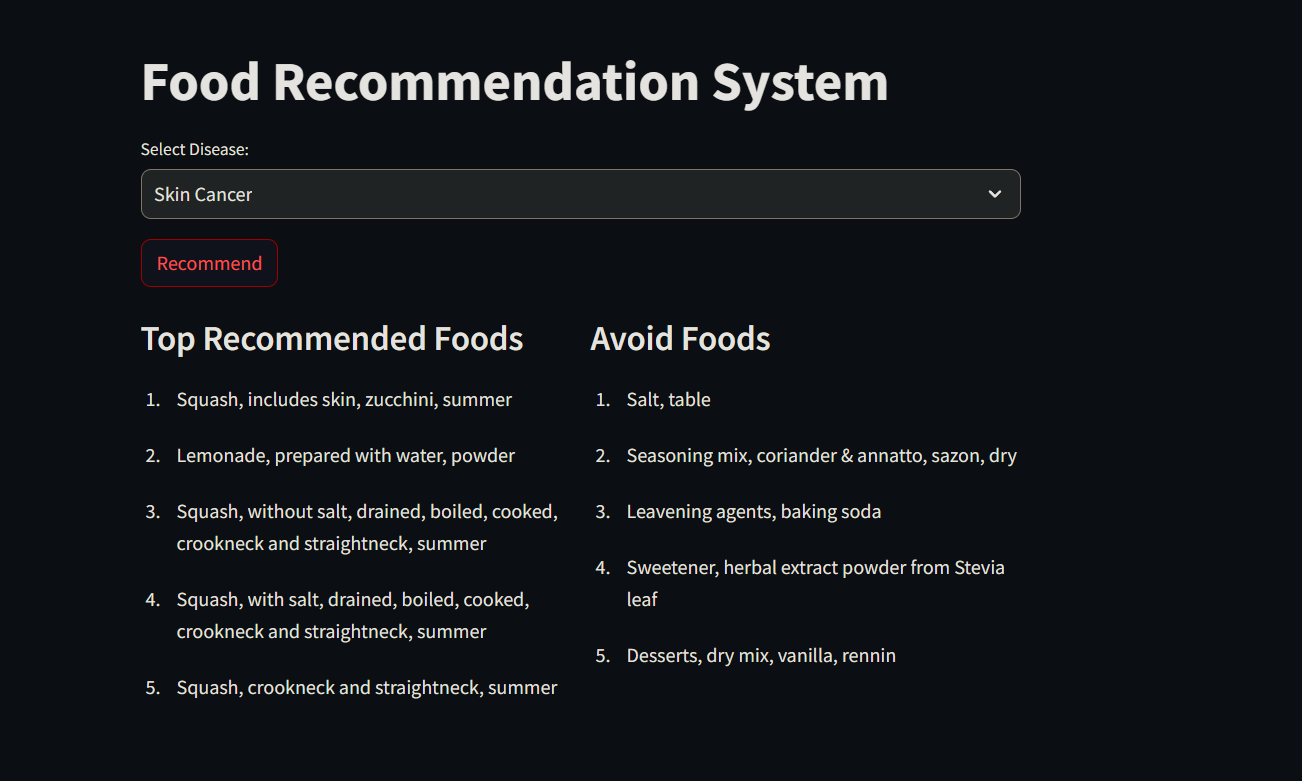 Food Recommendation System
Select Disease:
Skin Cancer
Recommend
Top Recommended Foods
1. Squash, includes skin, zucchini, summer
2. Lemonade, prepared with water, powder
3. Squash, without salt, drained, boiled, cooked,
crookneck and straightneck, summer
4. Squash, with salt, drained, boiled, cooked,
crookneck and straightneck, summer
5. Squash, crookneck and straightneck, summer
Avoid Foods
1. Salt, table
2. Seasoning mix, coriander & annatto, sazon, dry
3. Leavening agents, baking soda
4. Sweetener, herbal extract powder from Stevia
leaf
5. Desserts, dry mix, vanilla, rennin